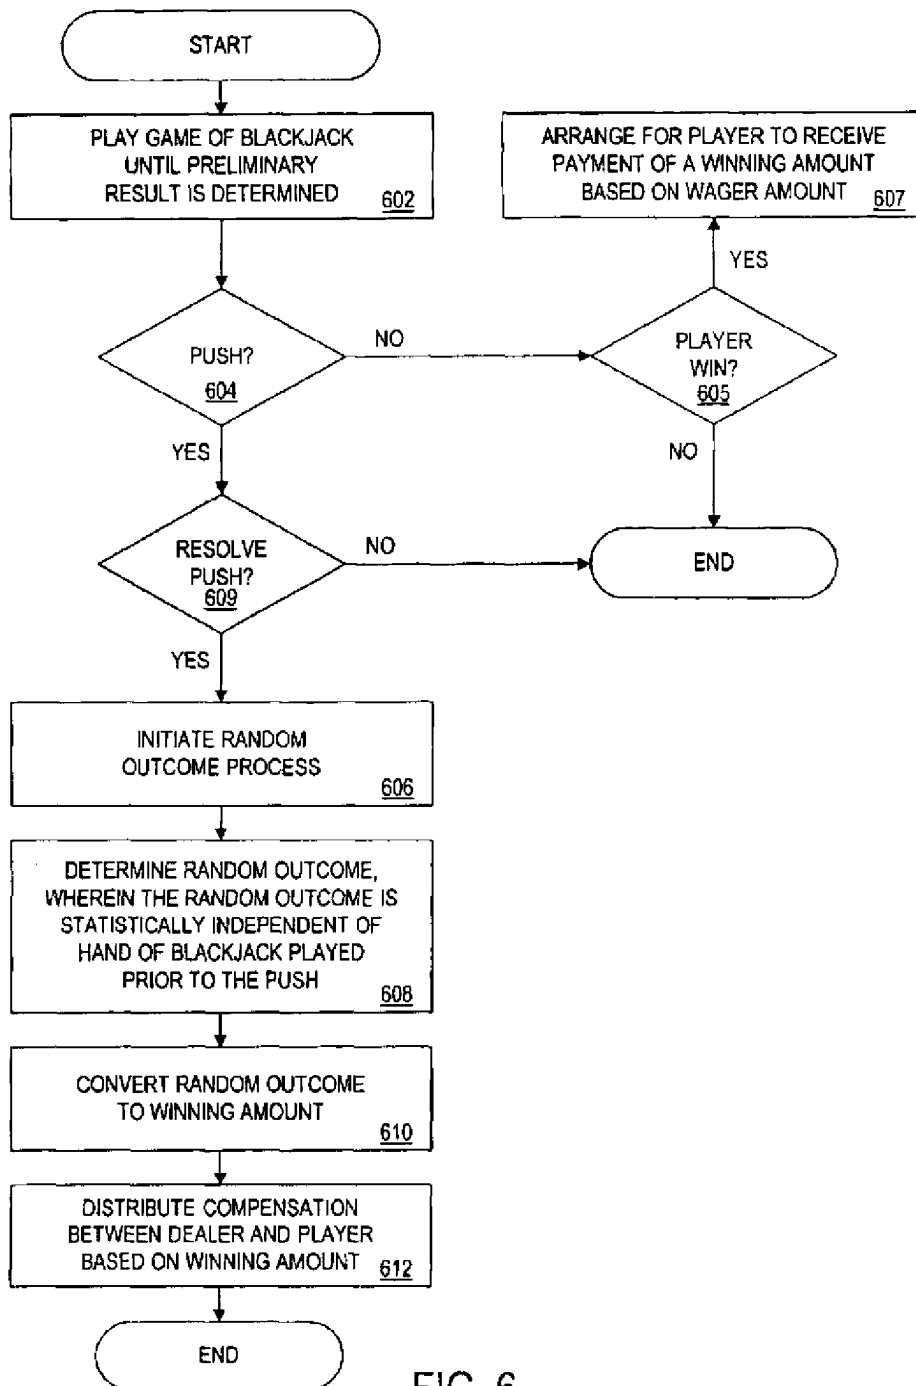 START
PLAY GAME OF BLACKJACK
UNTIL PRELIMINARY
RESULT IS DETERMINED
602
ARRANGE FOR PLAYER TO RECEIVE
PAYMENT OF A WINNING AMOUNT
BASED ON WAGER AMOUNT
607
YES
PUSH?
604
NO
PLAYER
WIN?
605
YES
NO
RESOLVE
PUSH?
609
NO
END
YES
INITIATE RANDOM
OUTCOME PROCESS
606
DETERMINE RANDOM OUTCOME,
WHEREIN THE RANDOM OUTCOME IS
STATISTICALLY INDEPENDENT OF
HAND OF BLACKJACK PLAYED
PRIOR TO THE PUSH
608
CONVERT RANDOM OUTCOME
TO WINNING AMOUNT
610
DISTRIBUTE COMPENSATION
BETWEEN DEALER AND PLAYER
BASED ON WINNING AMOUNT
612
END
FIG. 6